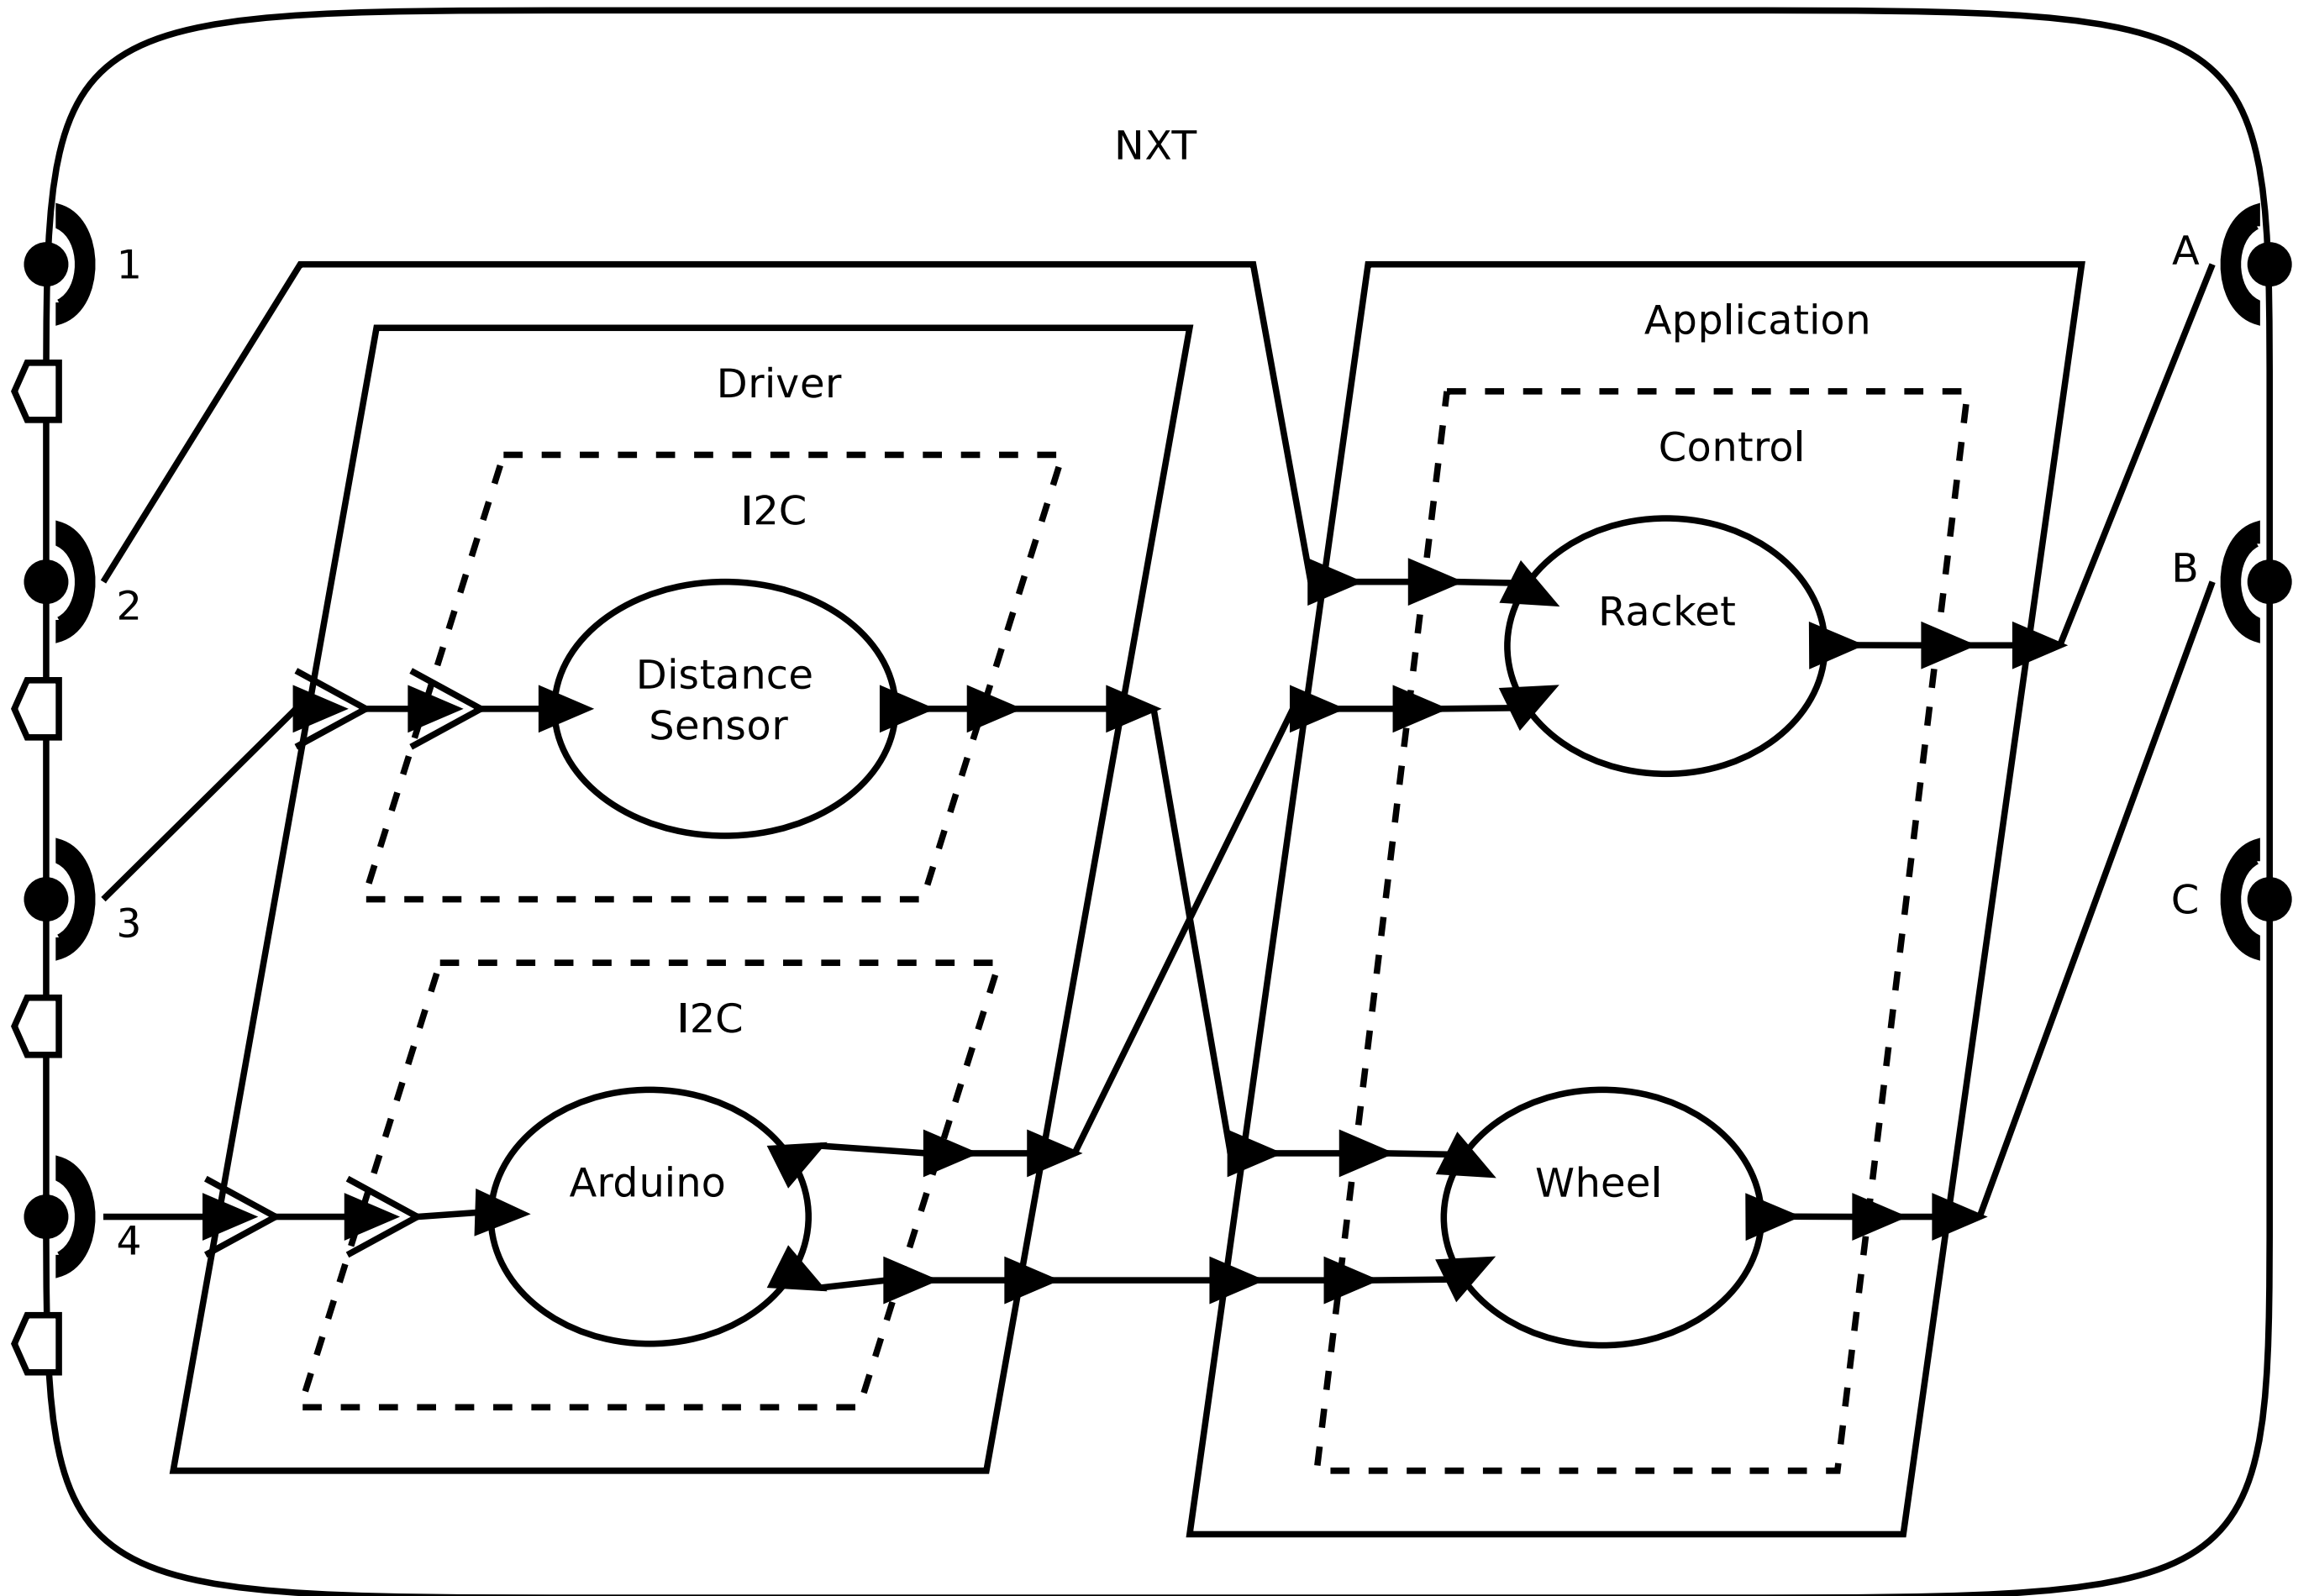 NXT
1
A
Application
Driver
Control
I2C
B
2
Racket
Distance
Sensor
C
3
I2C
Arduino
Wheel
4